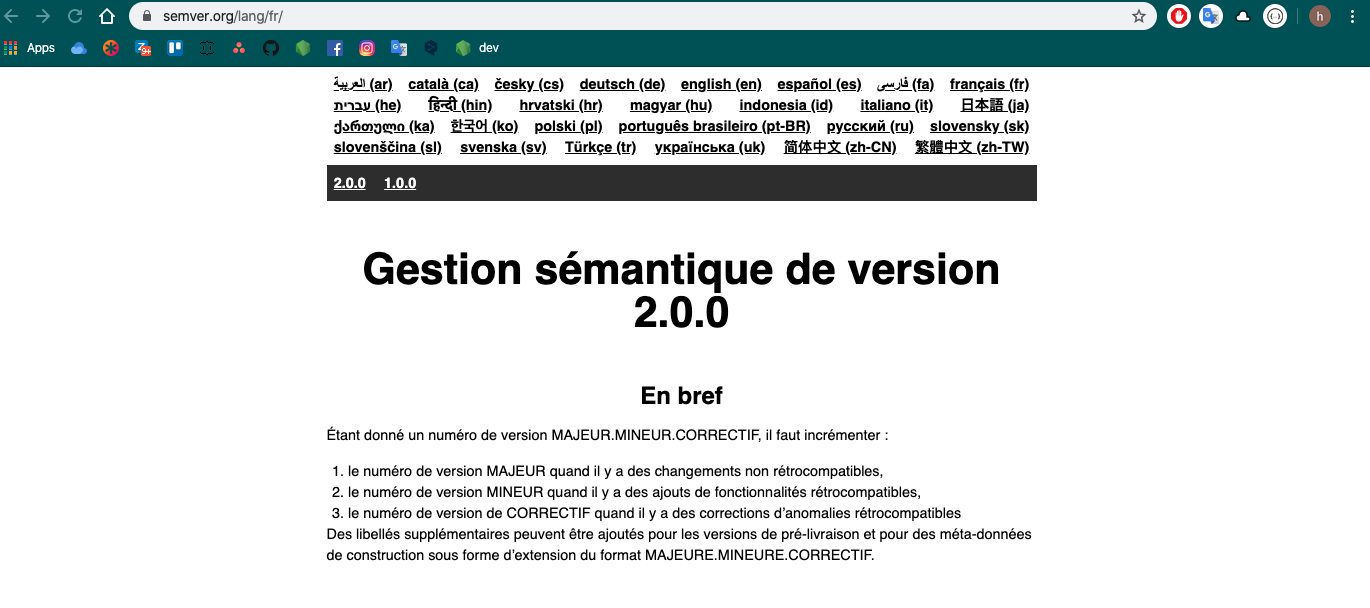 semver.org/lang/fr/
h
Apps
9+
dev
العربية (ar) català (ca) česky (cs) deutsch (de) english (en) español (es) فارسی (fa) français (fr)
עברית (he) हिन्दी (hin) hrvatski (hr) magyar (hu) indonesia (id) italiano (it) 日本語 (ja)
ქართული (ka) 한국어 (ko) polski (pl) português brasileiro (pt-BR) pусский (ru) slovensky (sk)
slovenščina (sl) svenska (sv) Türkçe (tr) українська (uk) 简体中文 (zh-CN) 繁體中文 (zh-TW)
2.0.0 1.0.0
Gestion sémantique de version
2.0.0
En bref
Étant donné un numéro de version MAJEUR.MINEUR.CORRECTIF, il faut incrémenter :
1. le numéro de version MAJEUR quand il y a des changements non rétrocompatibles,
2. le numéro de version MINEUR quand il y a des ajouts de fonctionnalités rétrocompatibles,
3. le numéro de version de CORRECTIF quand il y a des corrections d’anomalies rétrocompatibles
Des libellés supplémentaires peuvent être ajoutés pour les versions de pré-livraison et pour des méta-données
de construction sous forme d’extension du format MAJEURE.MINEURE.CORRECTIF.